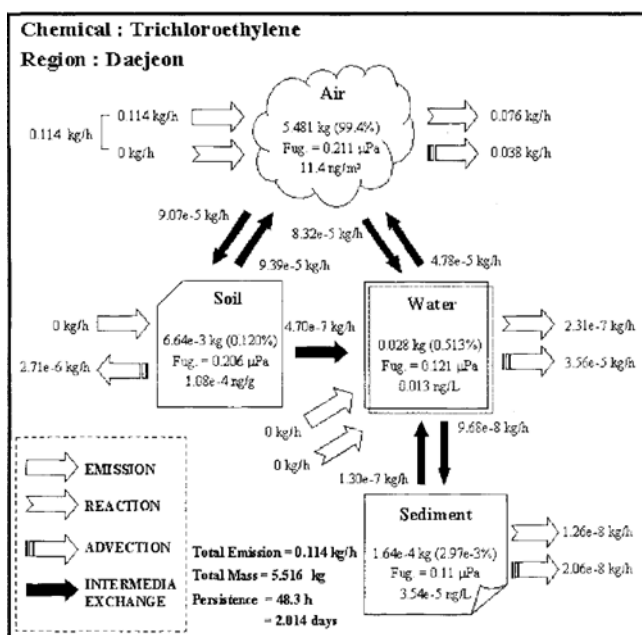 Chemical : Trichloroethylene
Region : Daejeon
Air
5.481 kg (99.4%)
Fug. = 0.211 µPa
11.4 ng/m³
0.114 kg/h
0.114 kg/h
0 kg/h
0.076 kg/h
0.038 kg/h
9.07e-5 kg/h
9.39e-5 kg/h
8.32e-5 kg/h
4.78e-5 kg/h
Soil
6.64e-3 kg (0.120%)
Fug. = 0.206 µPa
1.08e-4 ng/g
0 kg/h
2.71e-6 kg/h
4.70e-7 kg/h
Water
0.028 kg (0.513%)
Fug. = 0.121 µPa
0.013 ng/L
2.31e-7 kg/h
3.56e-5 kg/h
0 kg/h
0 kg/h
1.30e-7 kg/h
9.68e-8 kg/h
Sediment
1.64e-4 kg (2.97e-3%)
Fug. = 0.11 µPa
3.54e-5 ng/L
1.26e-8 kg/h
2.06e-8 kg/h
EMISSION
REACTION
ADVECTION
INTERMEDIA
EXCHANGE
Total Emission = 0.114 kg/h
Total Mass = 5.516 kg
Persistence = 48.3 h
= 2.014 days